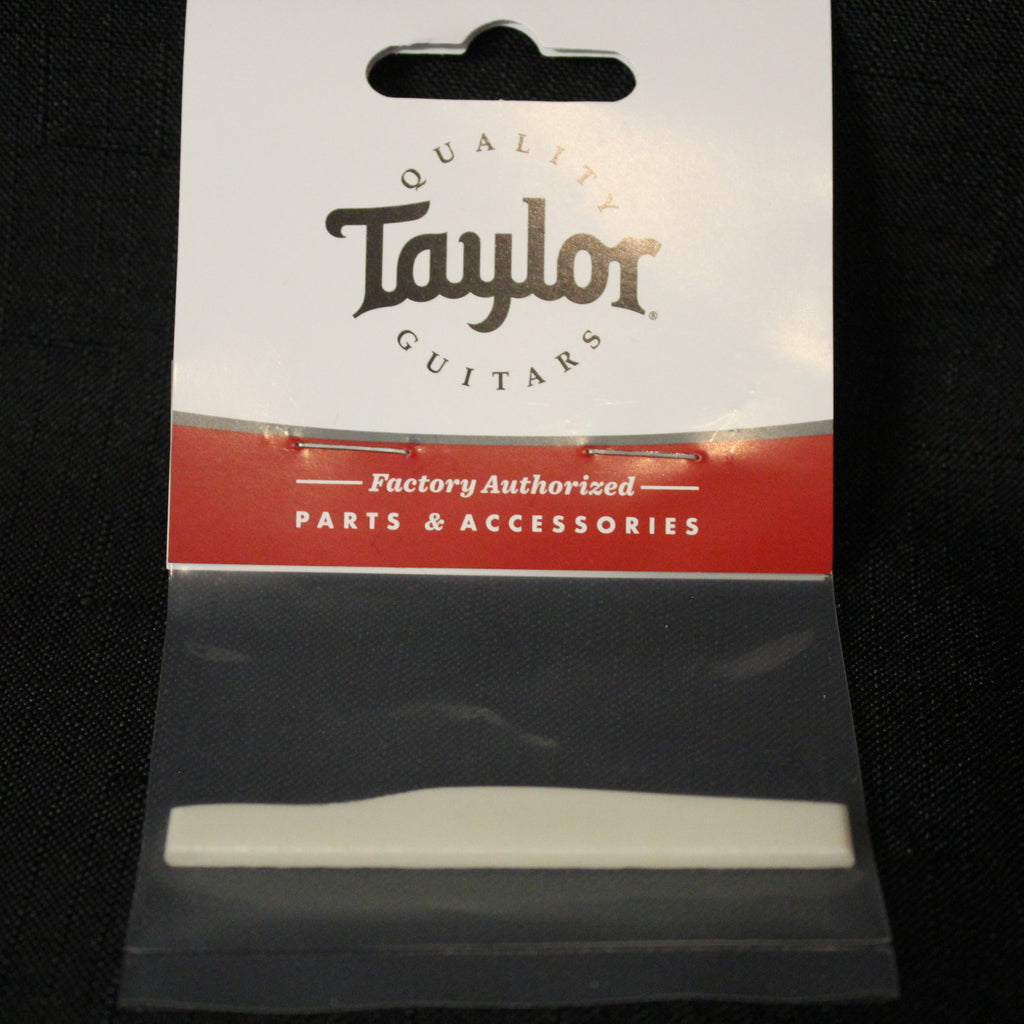 QUALITY
Taylor®
GUITARS
Factory Authorized
PARTS & ACCESSORIES